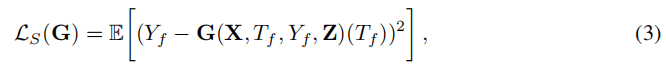 ℒ_S(𝐆) = 𝔼[(Y_f − 𝐆(𝐗, T_f, Y_f, 𝐙)(T_f))²], (3)